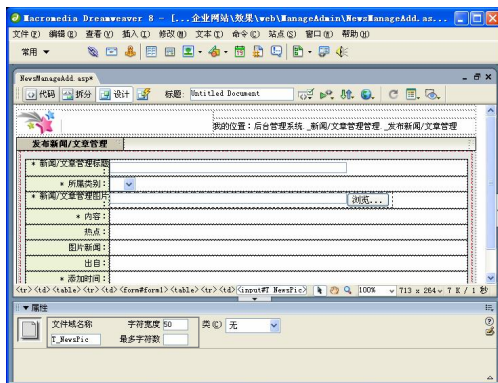 Macromedia Dreamweaver 8 - [...企业网站\效果\web\ManageAdmin\NewsManageAdd.as...
文件(F) 编辑(E) 查看(V) 插入(I) 修改(M) 文本(T) 命令(C) 站点(S) 窗口(W) 帮助(H)
常用
NewsManageAdd.asp*
代码 拆分 设计 标题: Untitled Document
我的位置：后台管理系统. _新闻/文章管理管理. _发布新闻/文章管理
发布新闻/文章管理
* 新闻/文章管理标题
* 所属类别：
* 新闻/文章管理图片 浏览...
* 内容：
热点：
图片新闻：
出自：
* 添加时间：
<tr> <td> <table> <tr> <td> <form#form1> <table> <tr> <td> <input#T_NewsPic> 100% 713 x 264 7 K / 1 秒
属性
文件域名称 字符宽度 50 类(C) 无
T_NewsPic 最多字符数